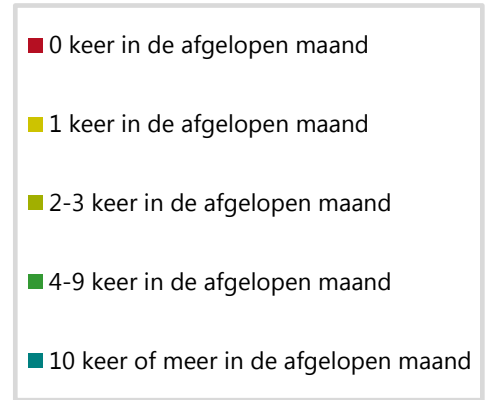 0 keer in de afgelopen maand
1 keer in de afgelopen maand
2-3 keer in de afgelopen maand
4-9 keer in de afgelopen maand
10 keer of meer in de afgelopen maand